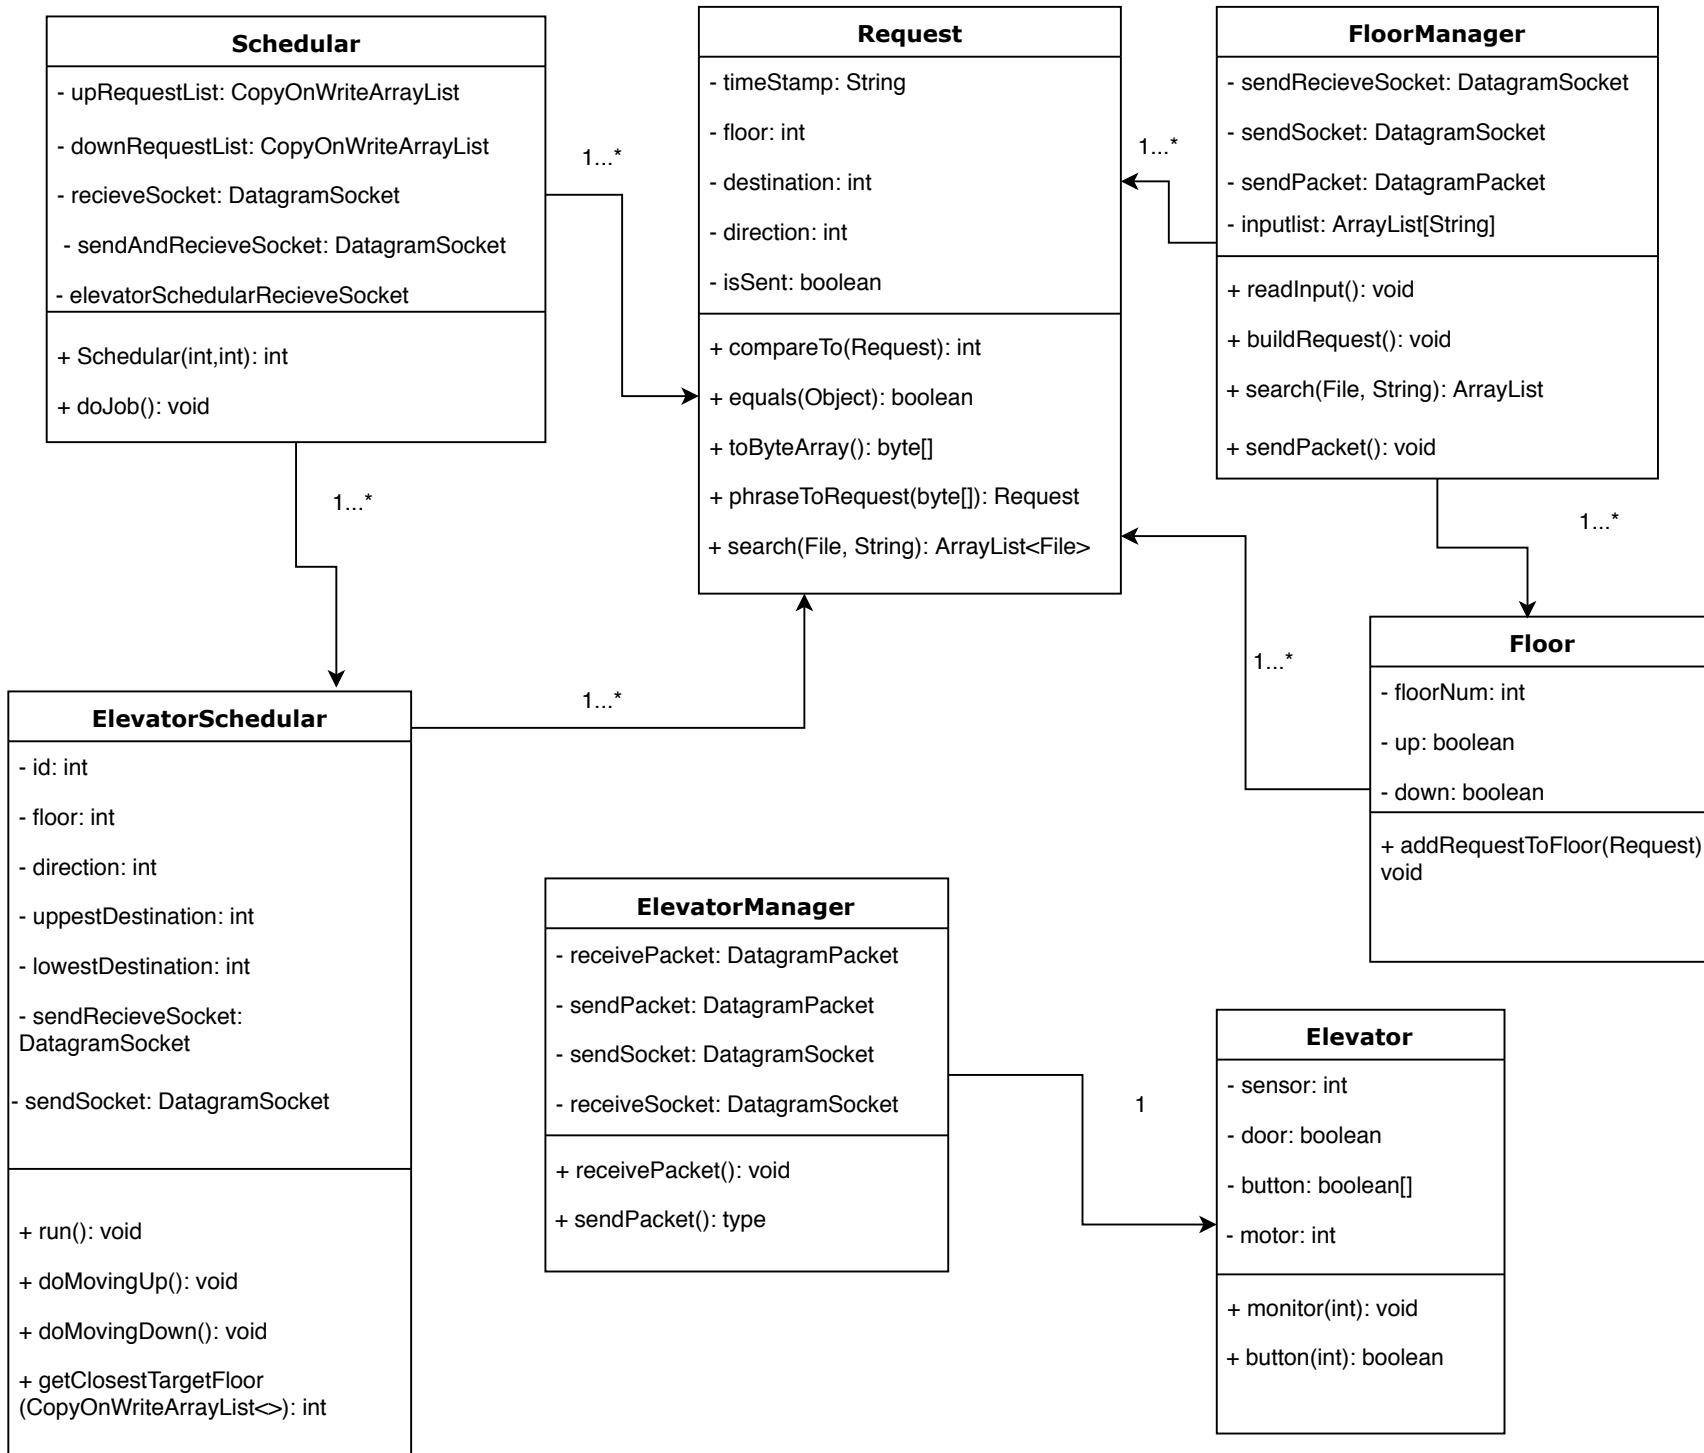 Schedular
- upRequestList: CopyOnWriteArrayList
- downRequestList: CopyOnWriteArrayList
- recieveSocket: DatagramSocket
- sendAndRecieveSocket: DatagramSocket
- elevatorSchedularRecieveSocket
+ Schedular(int,int): int
+ doJob(): void
1...*
1...*
Request
- timeStamp: String
- floor: int
- destination: int
- direction: int
- isSent: boolean
+ compareTo(Request): int
+ equals(Object): boolean
+ toByteArray(): byte[]
+ phraseToRequest(byte[]): Request
+ search(File, String): ArrayList<File>
1...*
FloorManager
- sendRecieveSocket: DatagramSocket
- sendSocket: DatagramSocket
- sendPacket: DatagramPacket
- inputlist: ArrayList[String]
+ readInput(): void
+ buildRequest(): void
+ search(File, String): ArrayList
+ sendPacket(): void
1...*
Floor
- floorNum: int
- up: boolean
- down: boolean
+ addRequestToFloor(Request)
void
1...*
ElevatorSchedular
- id: int
- floor: int
- direction: int
- uppestDestination: int
- lowestDestination: int
- sendRecieveSocket:
DatagramSocket
- sendSocket: DatagramSocket
+ run(): void
+ doMovingUp(): void
+ doMovingDown(): void
+ getClosestTargetFloor
(CopyOnWriteArrayList<>): int
1...*
ElevatorManager
- receivePacket: DatagramPacket
- sendPacket: DatagramPacket
- sendSocket: DatagramSocket
- receiveSocket: DatagramSocket
+ receivePacket(): void
+ sendPacket(): type
1
Elevator
- sensor: int
- door: boolean
- button: boolean[]
- motor: int
+ monitor(int): void
+ button(int): boolean